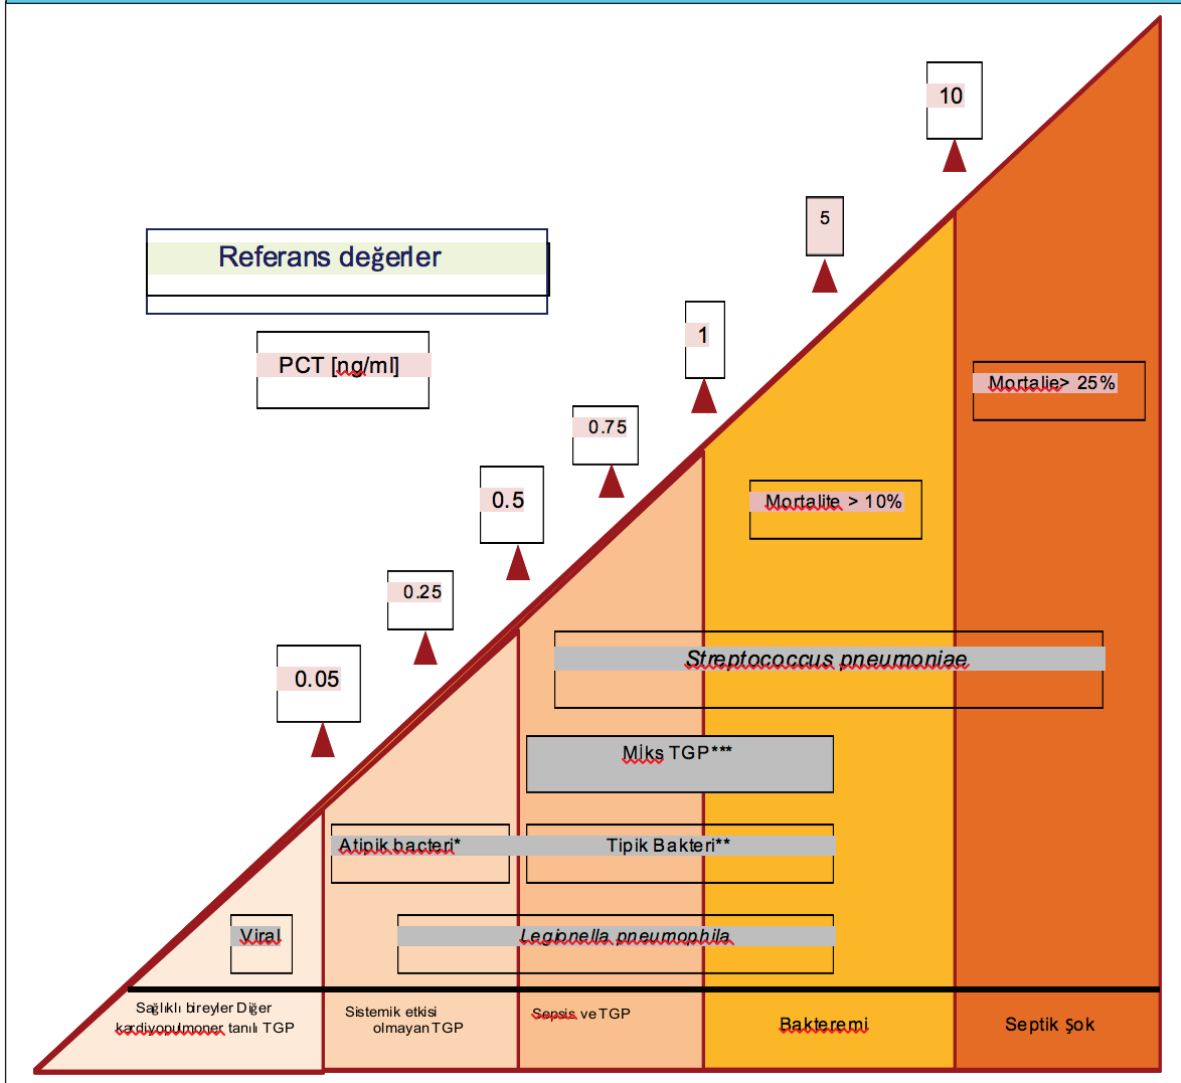 10
5
Referans değerler
1
PCT [ng/ml]
Mortalie> 25%
0.75
0.5
Mortalite > 10%
0.25
Streptococcus pneumoniae
0.05
Miks TGP***
Atipik bacteri*
Tipik Bakteri**
Viral
Legionella pneumophila
Sağlıklı bireyler Diğer
kardiyopulmoner tanılı TGP
Sistemik etkisi
olmayan TGP
Sepsis ve TGP
Bakteremi
Septik Şok